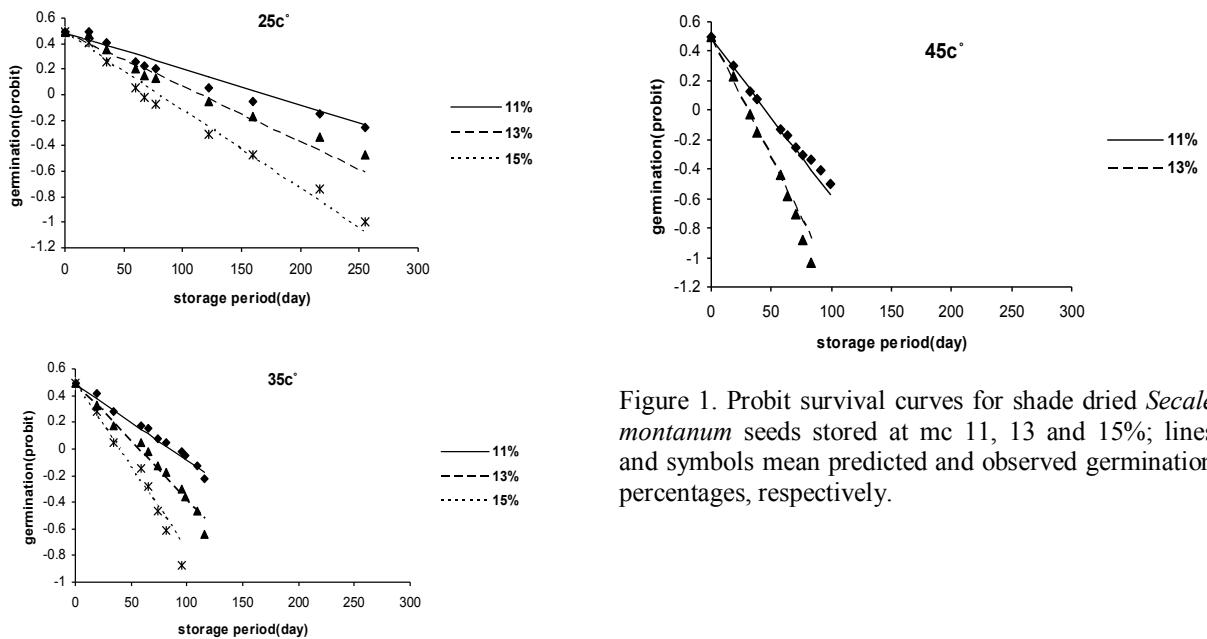 25c°
0.6
0.4
0.2
0
-0.2
-0.4
-0.6
-0.8
-1
-1.2
germination(probit)
0 50 100 150 200 250 300
storage period(day)
11%
13%
15%
45c°
0.6
0.4
0.2
0
-0.2
-0.4
-0.6
-0.8
-1
-1.2
germination(probit)
0 50 100 150 200 250 300
storage period(day)
11%
13%
35c°
0.6
0.4
0.2
0
-0.2
-0.4
-0.6
-0.8
-1
germination(probit)
0 50 100 150 200 250 300
storage period(day)
11%
13%
15%
Figure 1. Probit survival curves for shade dried Secale
montanum seeds stored at mc 11, 13 and 15%; lines
and symbols mean predicted and observed germination
percentages, respectively.